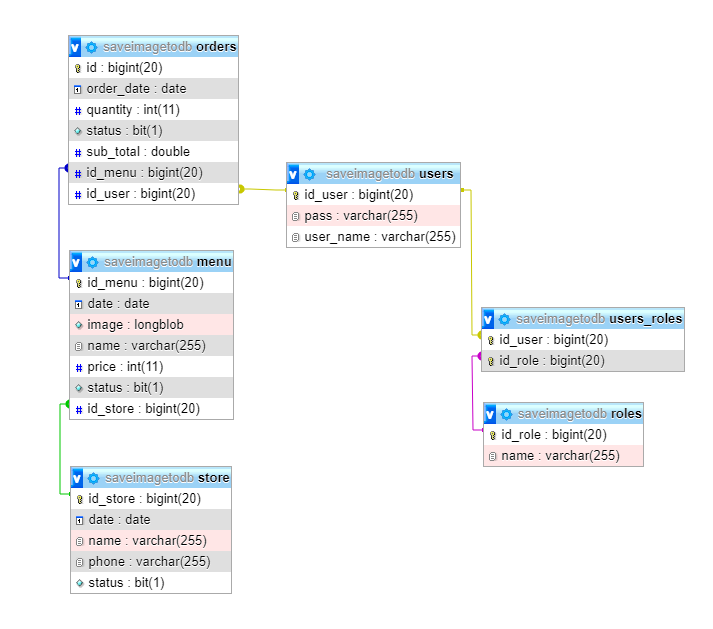 v saveimagetodb orders
id : bigint(20)
order_date : date
# quantity : int(11)
status : bit(1)
# sub_total : double
# id_menu : bigint(20)
# id_user : bigint(20)
v saveimagetodb users
id_user : bigint(20)
pass : varchar(255)
user_name : varchar(255)
v saveimagetodb menu
id_menu : bigint(20)
date : date
image : longblob
name : varchar(255)
# price : int(11)
status : bit(1)
# id_store : bigint(20)
v saveimagetodb users_roles
id_user : bigint(20)
id_role : bigint(20)
v saveimagetodb roles
id_role : bigint(20)
name : varchar(255)
v saveimagetodb store
id_store : bigint(20)
date : date
name : varchar(255)
phone : varchar(255)
status : bit(1)